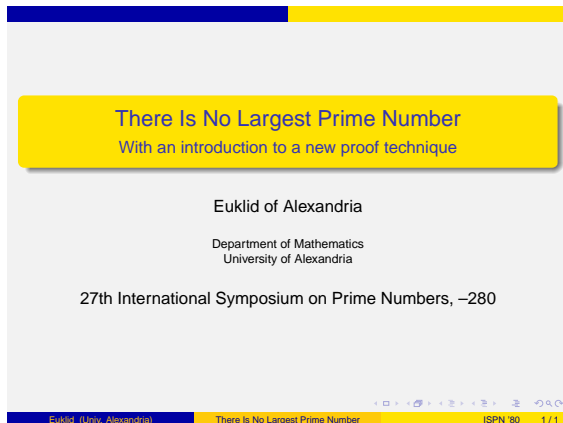 There Is No Largest Prime Number
With an introduction to a new proof technique
Euklid of Alexandria
Department of Mathematics
University of Alexandria
27th International Symposium on Prime Numbers, –280
Euklid (Univ. Alexandria) There Is No Largest Prime Number ISPN '80 1 / 1